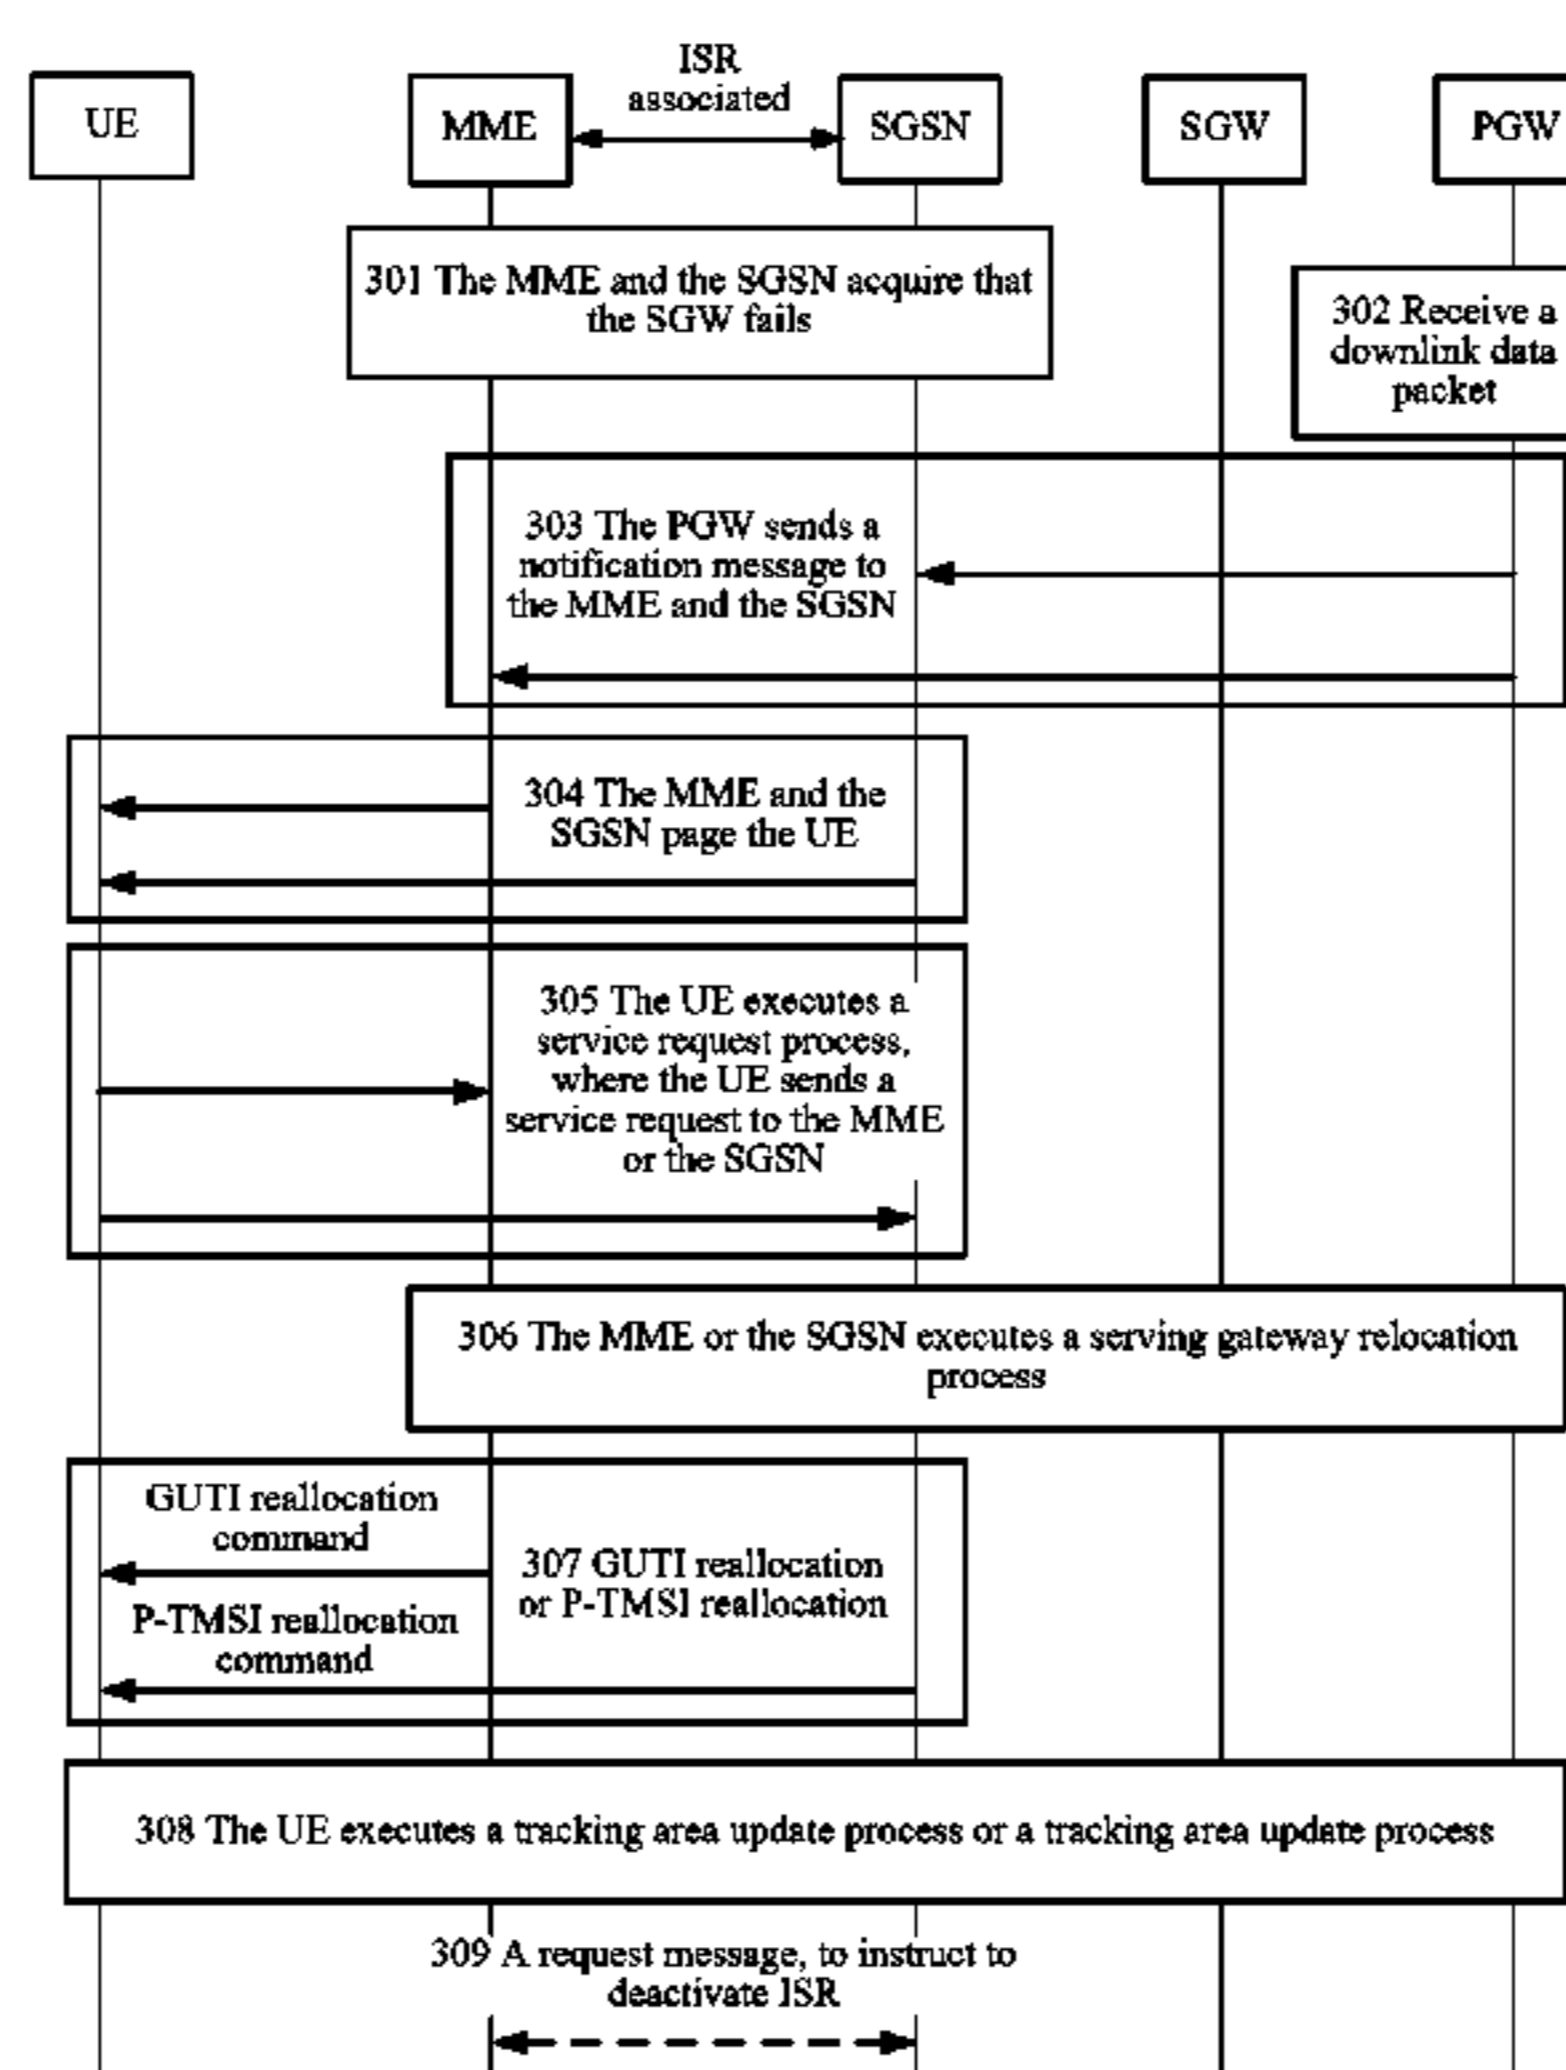 ISR
associated
UE
MME
SGSN
SGW
PGW
301 The MME and the SGSN acquire that
the SGW fails
302 Receive a
downlink data
packet
303 The PGW sends a
notification message to
the MME and the SGSN
304 The MME and the
SGSN page the UE
305 The UE executes a
service request process,
where the UE sends a
service request to the MME
or the SGSN
306 The MME or the SGSN executes a serving gateway relocation
process
GUTI reallocation
command
307 GUTI reallocation
or P-TMSI reallocation
P-TMSI reallocation
command
308 The UE executes a tracking area update process or a tracking area update process
309 A request message, to instruct to
deactivate ISR